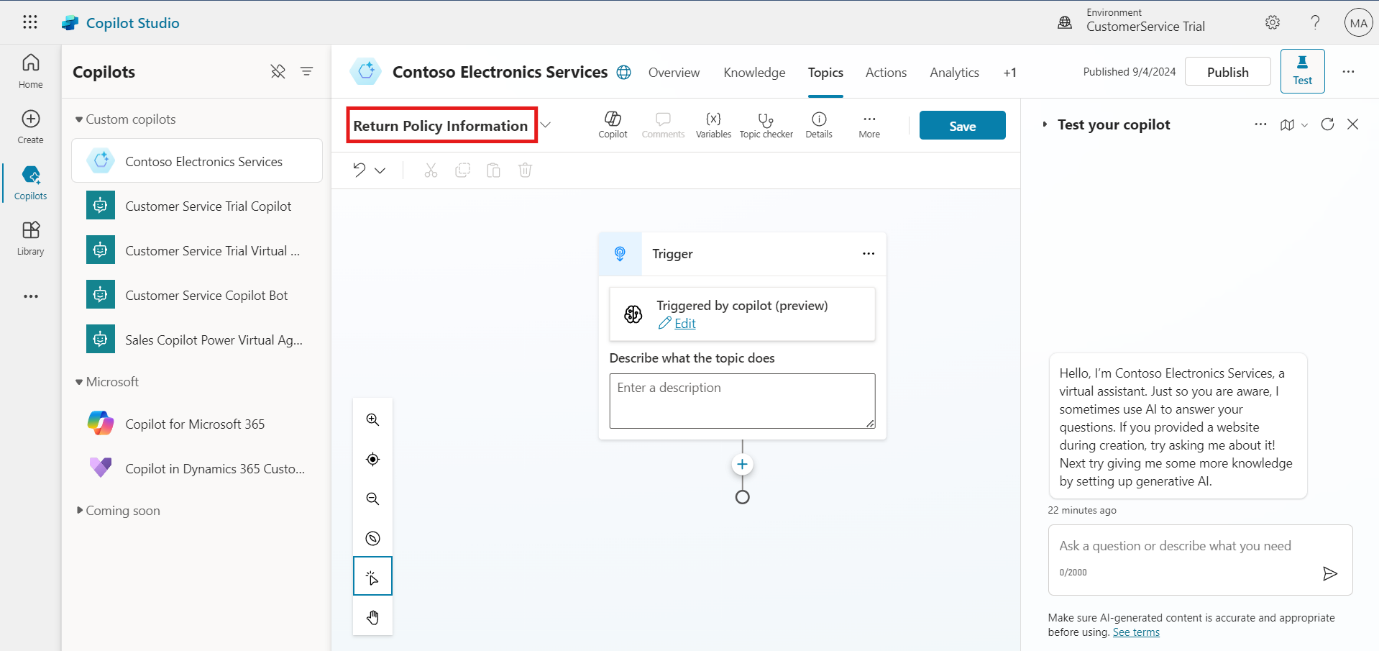 Copilot Studio
Environment
CustomerService Trial
?
MA
Home
Create
Copilots
Library
Copilots
Custom copilots
Contoso Electronics Services
Customer Service Trial Copilot
Customer Service Trial Virtual ...
Customer Service Copilot Bot
Sales Copilot Power Virtual Ag...
Microsoft
Copilot for Microsoft 365
Copilot in Dynamics 365 Custo...
Coming soon
Contoso Electronics Services
Overview
Knowledge
Topics
Actions
Analytics
+1
Published 9/4/2024
Publish
Test
Return Policy Information
Copilot
Comments
{x}
Variables
Topic checker
Details
More
Save
Trigger
Triggered by copilot (preview)
Edit
Describe what the topic does
Enter a description
Test your copilot
Hello, I'm Contoso Electronics Services, a
virtual assistant. Just so you are aware, I
sometimes use AI to answer your
questions. If you provided a website
during creation, try asking me about it!
Next try giving me some more knowledge
by setting up generative AI.
22 minutes ago
Ask a question or describe what you need
0/2000
Make sure AI-generated content is accurate and appropriate
before using. See terms